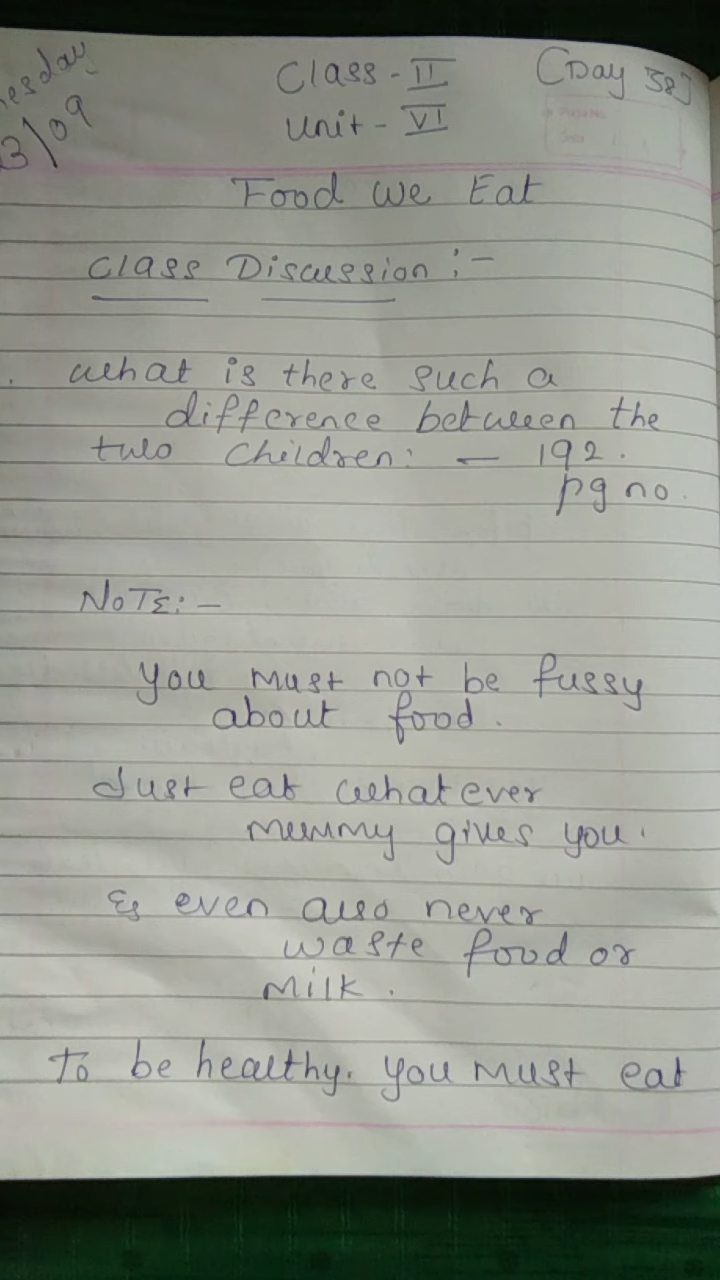 esday
3/09
Class - II
[Day 38]
Unit - VI
Food We Eat
Class Discussion :-
what is there such a
difference between the
two children: — 192.
pg no.
NOTE: -
you must not be fussy
about food.
Just eat whatever
mummy gives you.
& even also never
waste food or
milk.
To be healthy. you must eat